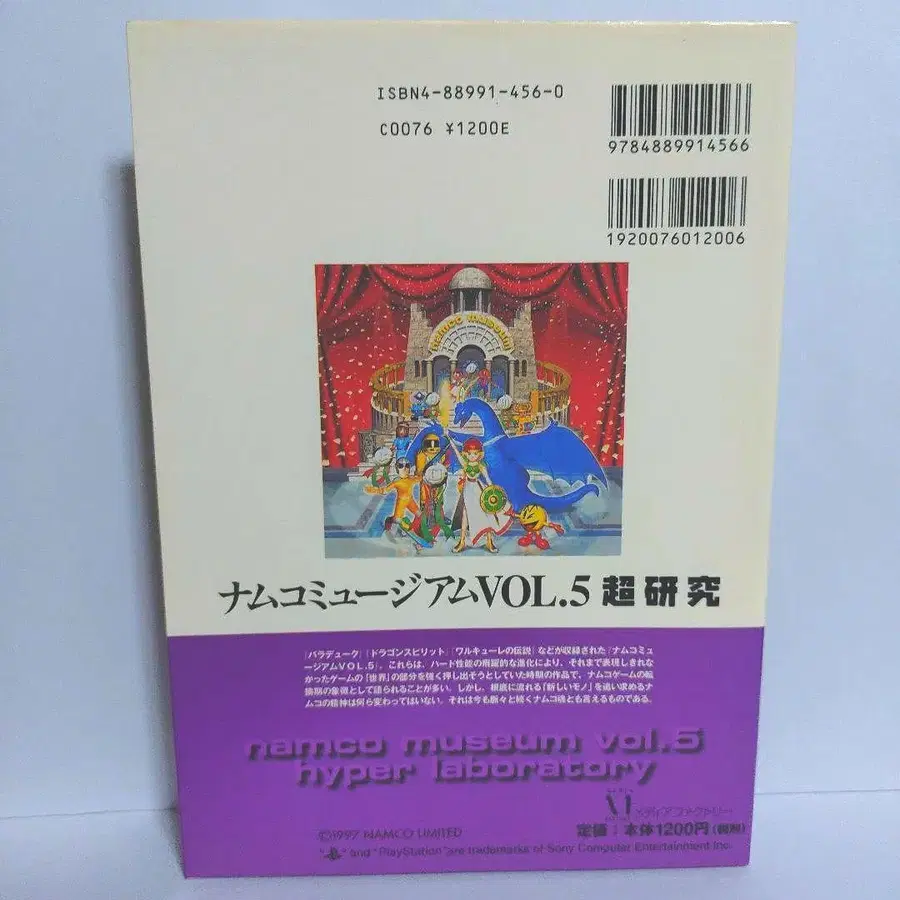 ISBN4-88991-456-0
C0076 ¥1200E
9784889914566
1920076012006
namco museum
ナムコミュージアムVOL.5 超研究
「バラデューク」「ドラゴンスピリット」「ワルキューレの伝説」などが収録された「ナムコミュ
ージアムVOL.5」。これらは、ハード性能の飛躍的な進化により、それまで表現しきれな
かったゲームの「世界」の部分を強く押し出そうとしていた時期の作品で、ナムコゲームの転
換期の象徴として語られることが多い。しかし、根底に流れる「新しいモノ」を追い求めるナ
ムコの精神は何ら変わってはいない。それは今も脈々と続くナムコ魂とも言えるものである。
namco museum vol.5
hyper laboratory
メディアファクトリー
定価：本体1200円(税別)
©1997 NAMCO LIMITED
" " and "PlayStation" are trademarks of Sony Computer Entertainment Inc.